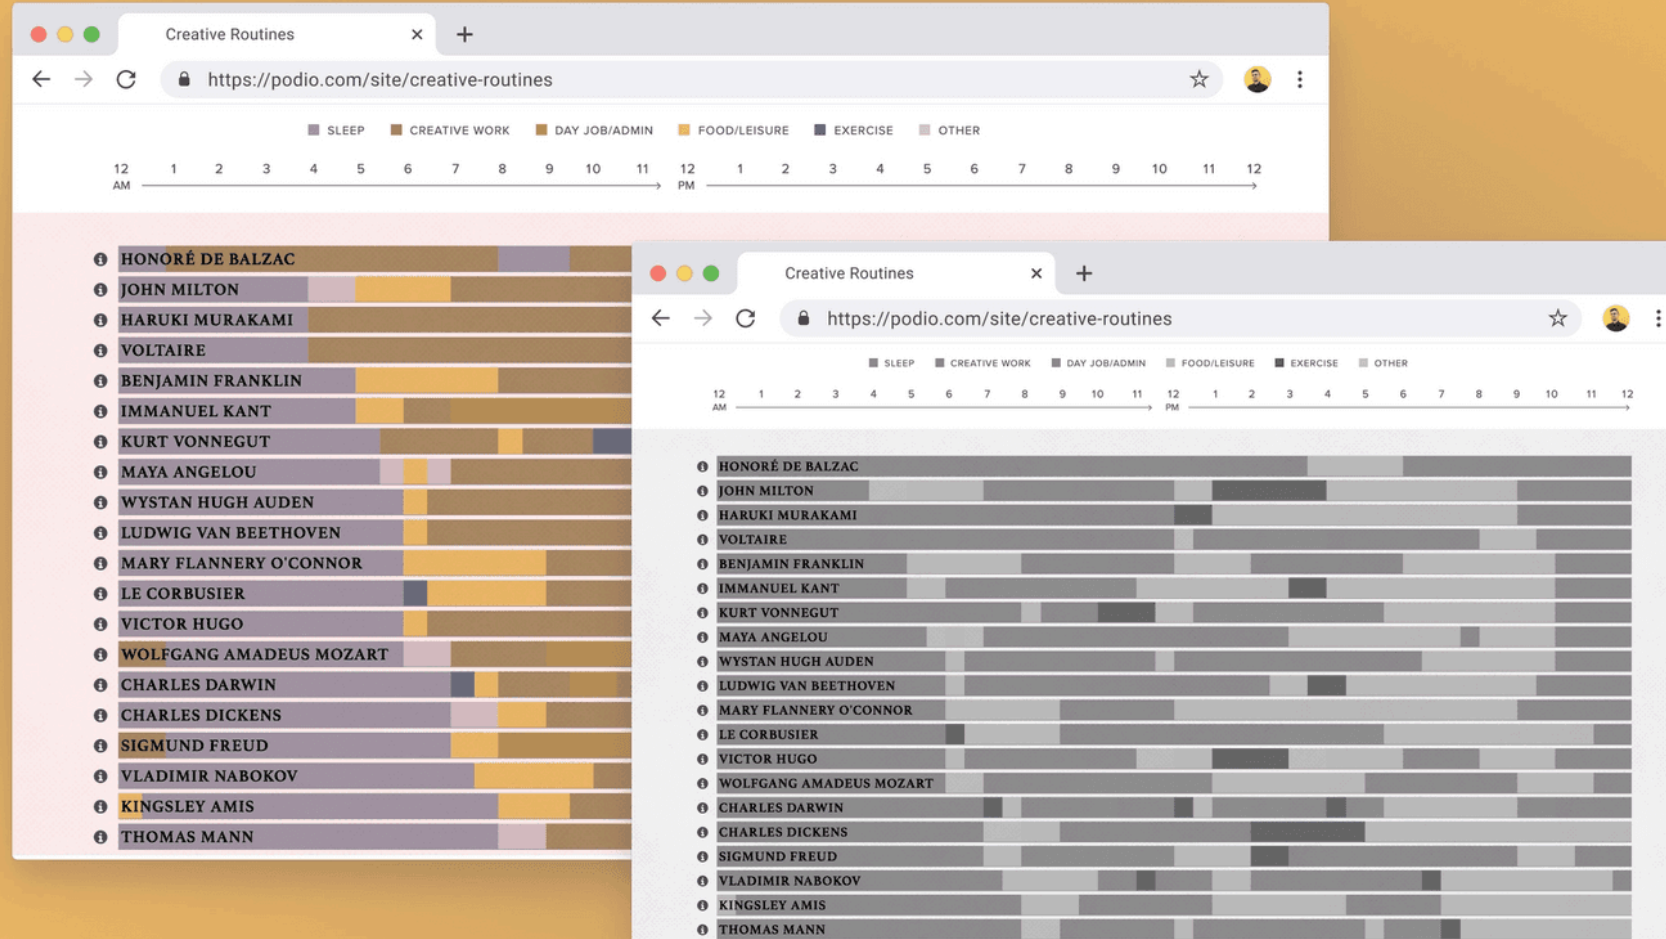 Creative Routines
https://podio.com/site/creative-routines
SLEEP CREATIVE WORK DAY JOB/ADMIN FOOD/LEISURE EXERCISE OTHER
12 1 2 3 4 5 6 7 8 9 10 11 12 1 2 3 4 5 6 7 8 9 10 11 12
AM PM
HONORÉ DE BALZAC
JOHN MILTON
HARUKI MURAKAMI
VOLTAIRE
BENJAMIN FRANKLIN
IMMANUEL KANT
KURT VONNEGUT
MAYA ANGELOU
WYSTAN HUGH AUDEN
LUDWIG VAN BEETHOVEN
MARY FLANNERY O'CONNOR
LE CORBUSIER
VICTOR HUGO
WOLFGANG AMADEUS MOZART
CHARLES DARWIN
CHARLES DICKENS
SIGMUND FREUD
VLADIMIR NABOKOV
KINGSLEY AMIS
THOMAS MANN
Creative Routines
https://podio.com/site/creative-routines
SLEEP CREATIVE WORK DAY JOB/ADMIN FOOD/LEISURE EXERCISE OTHER
12 1 2 3 4 5 6 7 8 9 10 11 12 1 2 3 4 5 6 7 8 9 10 11 12
AM PM
HONORÉ DE BALZAC
JOHN MILTON
HARUKI MURAKAMI
VOLTAIRE
BENJAMIN FRANKLIN
IMMANUEL KANT
KURT VONNEGUT
MAYA ANGELOU
WYSTAN HUGH AUDEN
LUDWIG VAN BEETHOVEN
MARY FLANNERY O'CONNOR
LE CORBUSIER
VICTOR HUGO
WOLFGANG AMADEUS MOZART
CHARLES DARWIN
CHARLES DICKENS
SIGMUND FREUD
VLADIMIR NABOKOV
KINGSLEY AMIS
THOMAS MANN